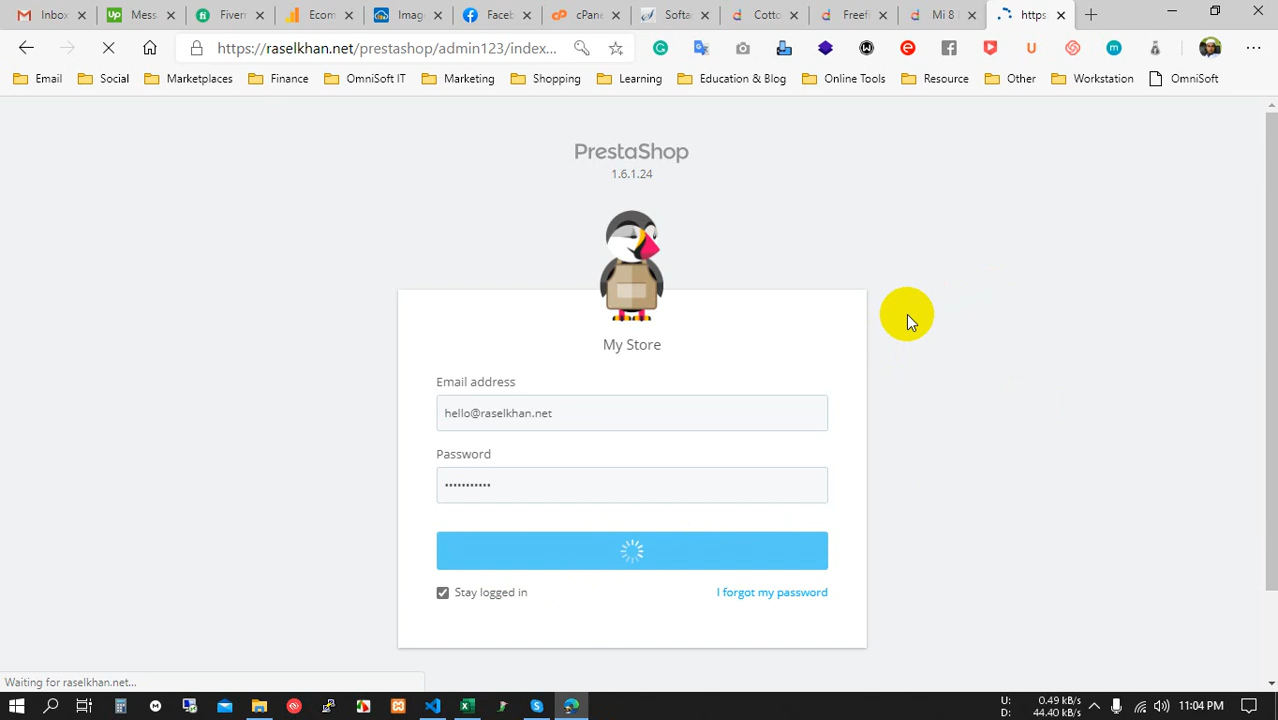 Inbox
Mess
Fiverr
Ecom
Imag
Faceb
cPane
Softac
Cotto
Freefi
Mi 8
https
https://raselkhan.net/prestashop/admin123/index...
Email
Social
Marketplaces
Finance
OmniSoft IT
Marketing
Shopping
Learning
Education & Blog
Online Tools
Resource
Other
Workstation
OmniSoft
PrestaShop
1.6.1.24
My Store
Email address
hello@raselkhan.net
Password
Stay logged in
I forgot my password
Waiting for raselkhan.net...
U: 0.49 kB/s
D: 44.40 kB/s
11:04 PM